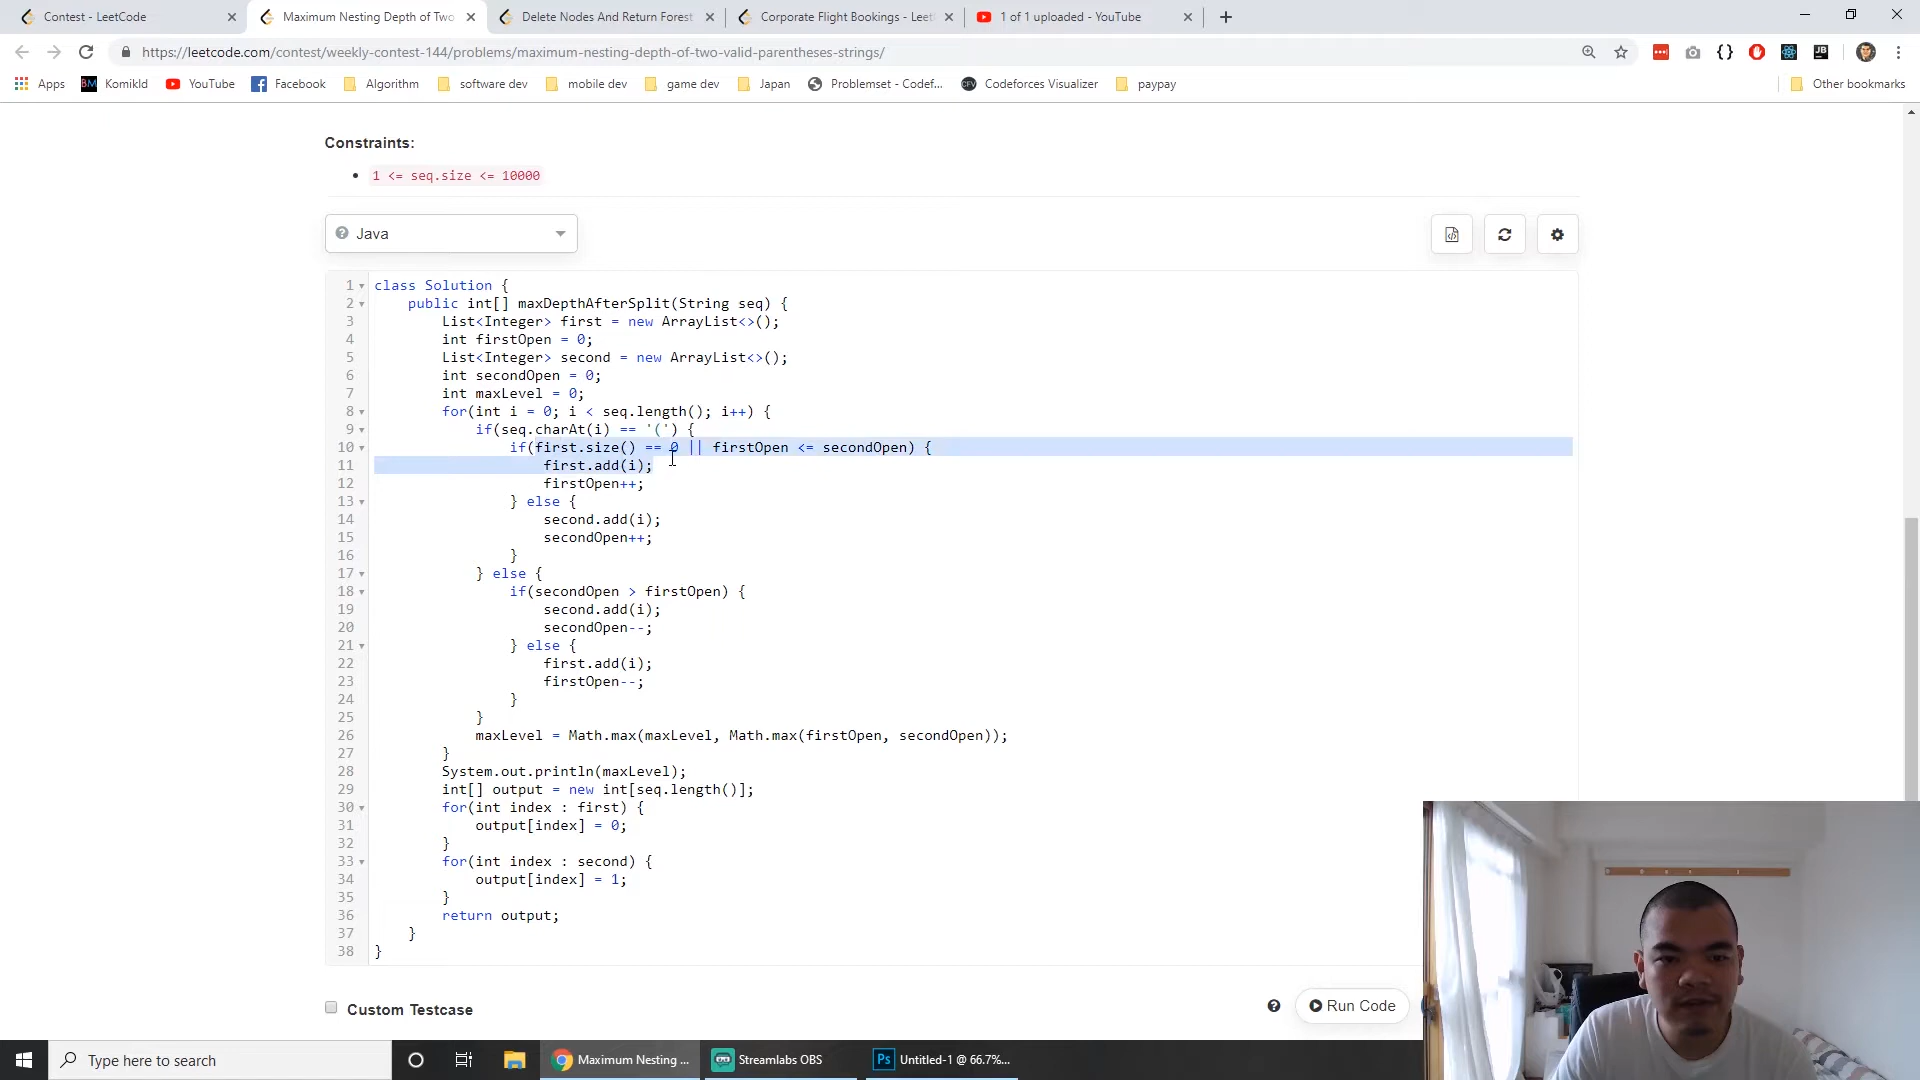 Contest - LeetCode
Maximum Nesting Depth of Two
Delete Nodes And Return Forest
Corporate Flight Bookings - Leet
1 of 1 uploaded - YouTube
https://leetcode.com/contest/weekly-contest-144/problems/maximum-nesting-depth-of-two-valid-parentheses-strings/
Apps
BM Komikld
YouTube
Facebook
Algorithm
software dev
mobile dev
game dev
Japan
Problemset - Codef...
Codeforces Visualizer
paypay
Other bookmarks
Constraints:
1 <= seq.size <= 10000
Java
1 class Solution {
2 public int[] maxDepthAfterSplit(String seq) {
3 List<Integer> first = new ArrayList<>();
4 int firstOpen = 0;
5 List<Integer> second = new ArrayList<>();
6 int secondOpen = 0;
7 int maxLevel = 0;
8 for(int i = 0; i < seq.length(); i++) {
9 if(seq.charAt(i) == '(') {
10 if(first.size() == 0 || firstOpen <= secondOpen) {
11 first.add(i);
12 firstOpen++;
13 } else {
14 second.add(i);
15 secondOpen++;
16 }
17 } else {
18 if(secondOpen > firstOpen) {
19 second.add(i);
20 secondOpen--;
21 } else {
22 first.add(i);
23 firstOpen--;
24 }
25 }
26 maxLevel = Math.max(maxLevel, Math.max(firstOpen, secondOpen));
27 }
28 System.out.println(maxLevel);
29 int[] output = new int[seq.length()];
30 for(int index : first) {
31 output[index] = 0;
32 }
33 for(int index : second) {
34 output[index] = 1;
35 }
36 return output;
37 }
38 }
Custom Testcase
Run Code
Type here to search
Maximum Nesting ...
Streamlabs OBS
Ps Untitled-1 @ 66.7%...